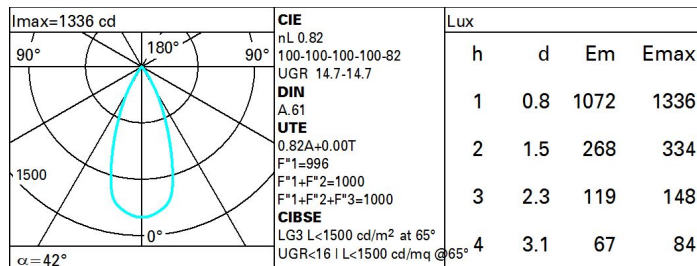 Imax=1336 cd
90°
180°
90°
1500
0°
α=42°
CIE
nL 0.82
100-100-100-100-82
UGR 14.7-14.7
DIN
A.61
UTE
0.82A+0.00T
F"1=996
F"1+F"2=1000
F"1+F"2+F"3=1000
CIBSE
LG3 L<1500 cd/m² at 65°
UGR<16 | L<1500 cd/mq @65°
Lux
h d Em Emax
1 0.8 1072 1336
2 1.5 268 334
3 2.3 119 148
4 3.1 67 84